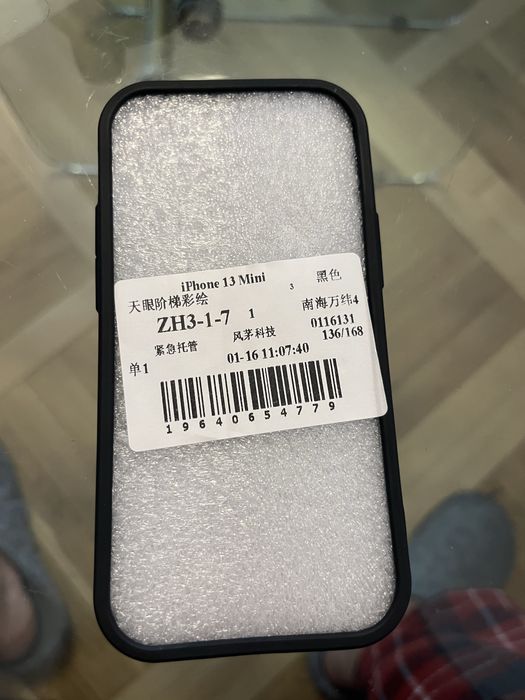 iPhone 13 Mini 3 黑色
天眼阶梯彩绘
ZH3-1-7 1 南海万纬4
紧急托管 风茅科技 0116131
136/168
单1 01-16 11:07:40
19640654779